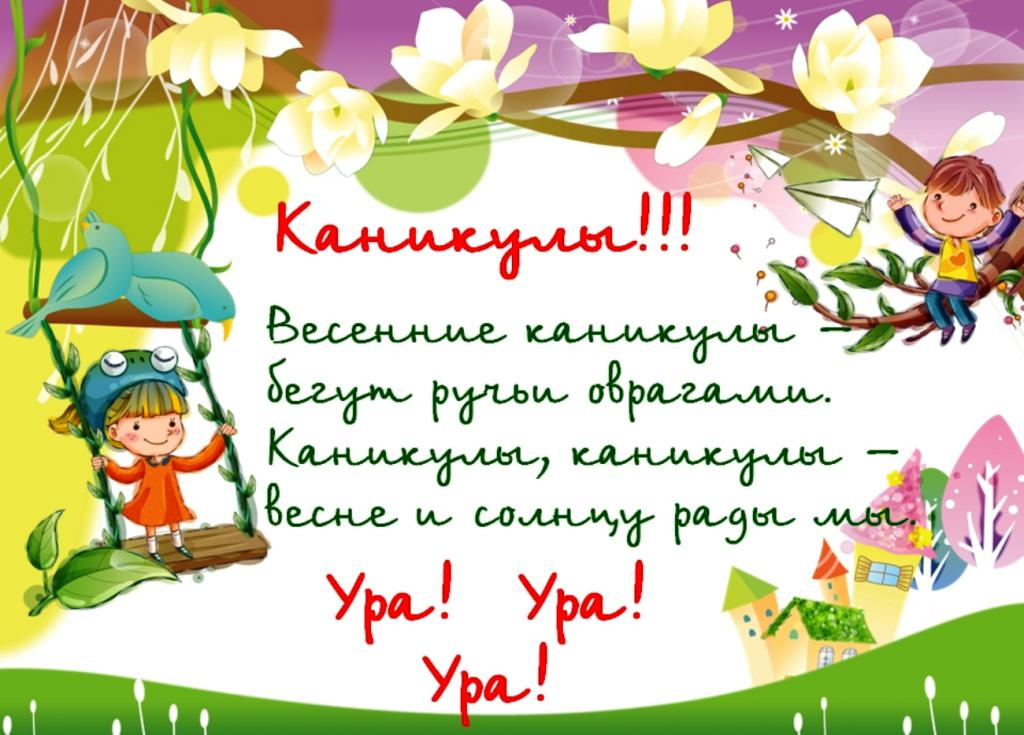 Каникулы!!!
Весенние каникулы –
бегут ручьи оврагами.
Каникулы, каникулы –
весне и солнцу рады мы.
Ура! Ура!
Ура!